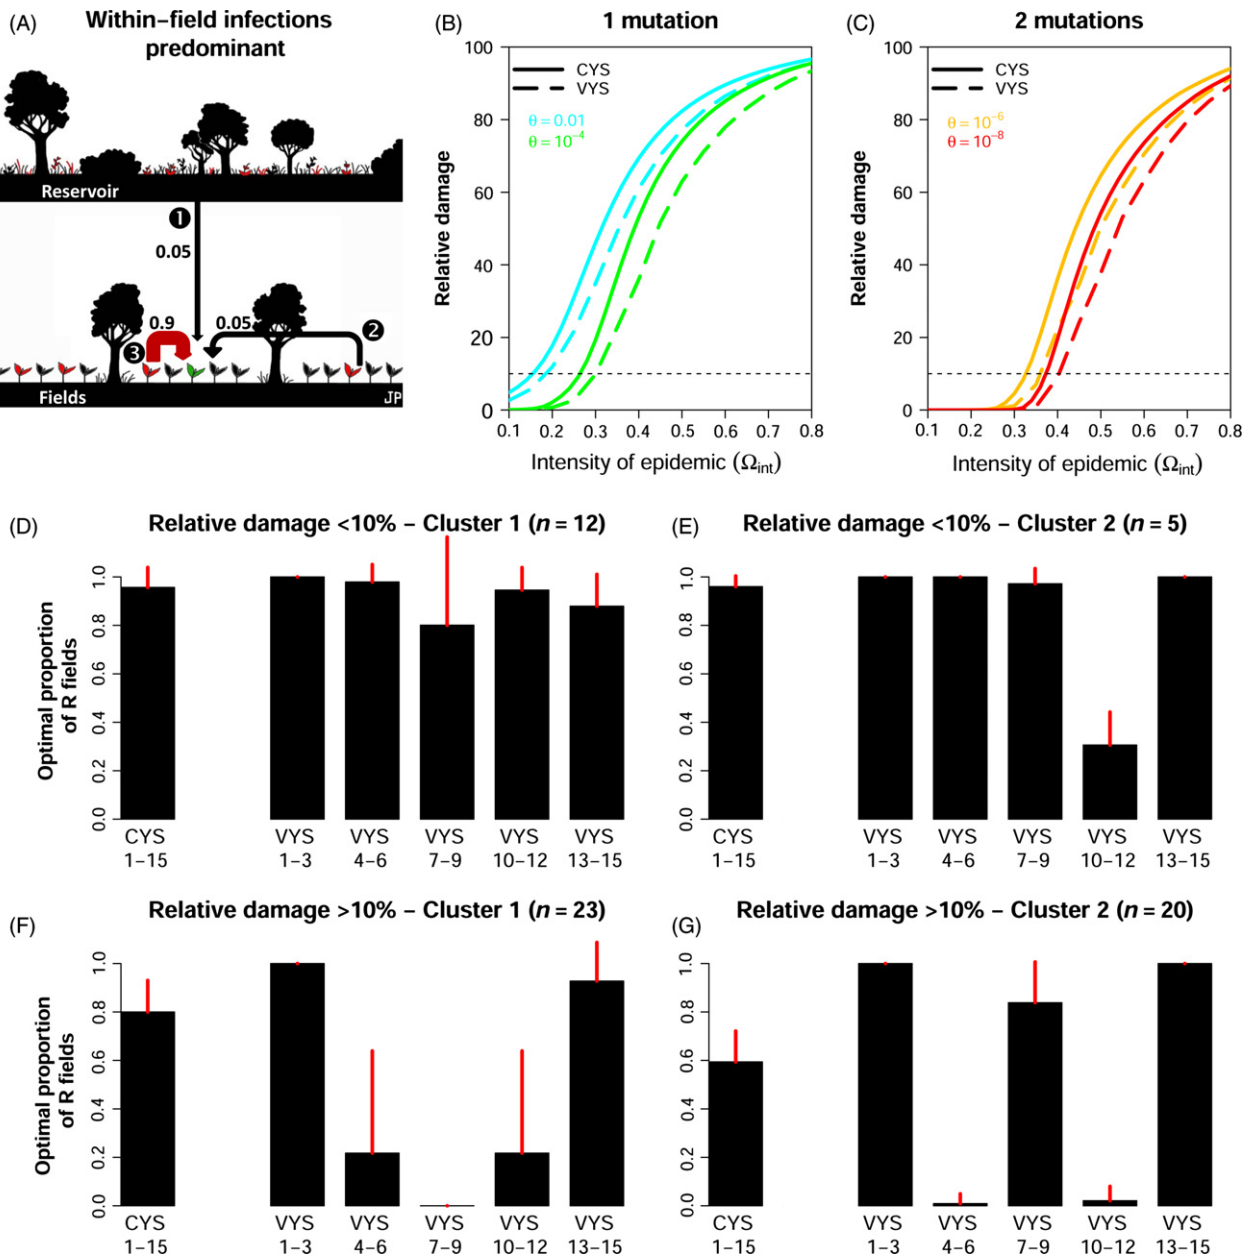 (A)
Within–field infections
predominant
Reservoir
1
0.05
0.9
0.05
2
3
Fields
JP
(B)
1 mutation
CYS
VYS
θ = 0.01
θ = 10⁻⁴
Relative damage
100
80
60
40
20
0
0.1 0.2 0.3 0.4 0.5 0.6 0.7 0.8
Intensity of epidemic (Ωint)
(C)
2 mutations
CYS
VYS
θ = 10⁻⁶
θ = 10⁻⁸
Relative damage
100
80
60
40
20
0
0.1 0.2 0.3 0.4 0.5 0.6 0.7 0.8
Intensity of epidemic (Ωint)
(D)
Relative damage <10% – Cluster 1 (n = 12)
Optimal proportion
of R fields
1.0
0.8
0.6
0.4
0.2
0.0
CYS VYS VYS VYS VYS VYS
1–15 1–3 4–6 7–9 10–12 13–15
(E)
Relative damage <10% – Cluster 2 (n = 5)
1.0
0.8
0.6
0.4
0.2
0.0
CYS VYS VYS VYS VYS VYS
1–15 1–3 4–6 7–9 10–12 13–15
(F)
Relative damage >10% – Cluster 1 (n = 23)
Optimal proportion
of R fields
1.0
0.8
0.6
0.4
0.2
0.0
CYS VYS VYS VYS VYS VYS
1–15 1–3 4–6 7–9 10–12 13–15
(G)
Relative damage >10% – Cluster 2 (n = 20)
1.0
0.8
0.6
0.4
0.2
0.0
CYS VYS VYS VYS VYS VYS
1–15 1–3 4–6 7–9 10–12 13–15